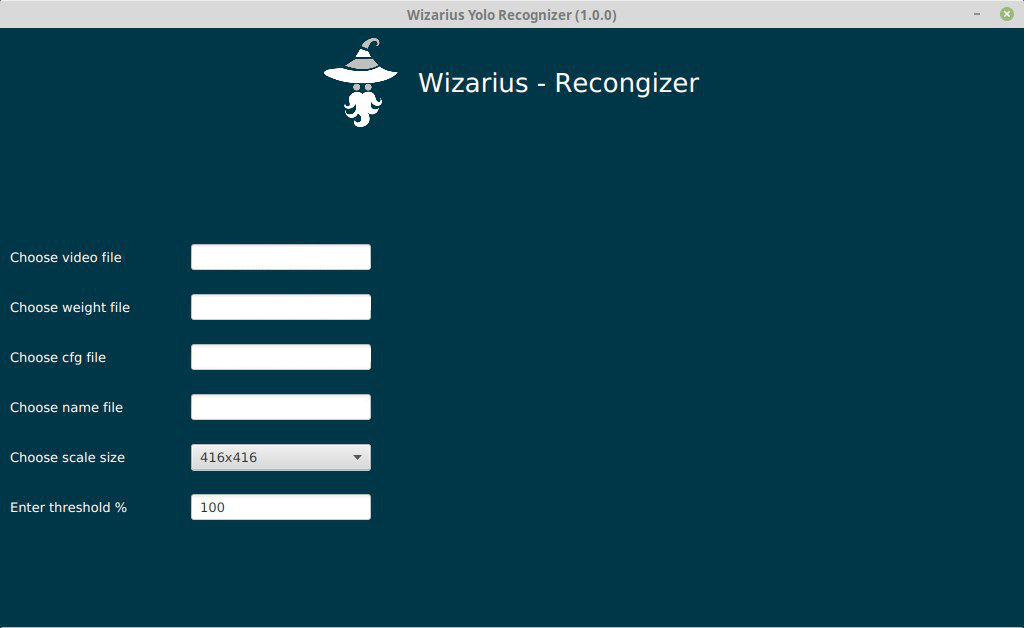 Wizarius Yolo Recognizer (1.0.0)
Wizarius - Recongizer
Choose video file
Choose weight file
Choose cfg file
Choose name file
Choose scale size 416x416
Enter threshold % 100